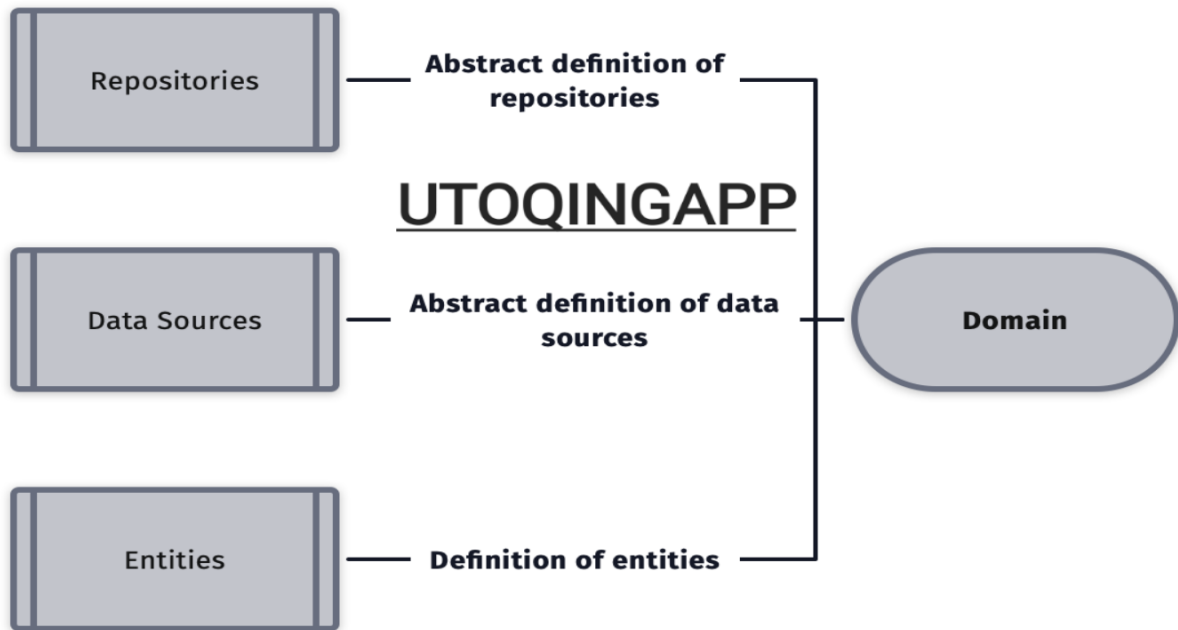 Repositories
Abstract definition of
repositories
UTOQINGAPP
Data Sources
Abstract definition of data
sources
Domain
Entities
Definition of entities